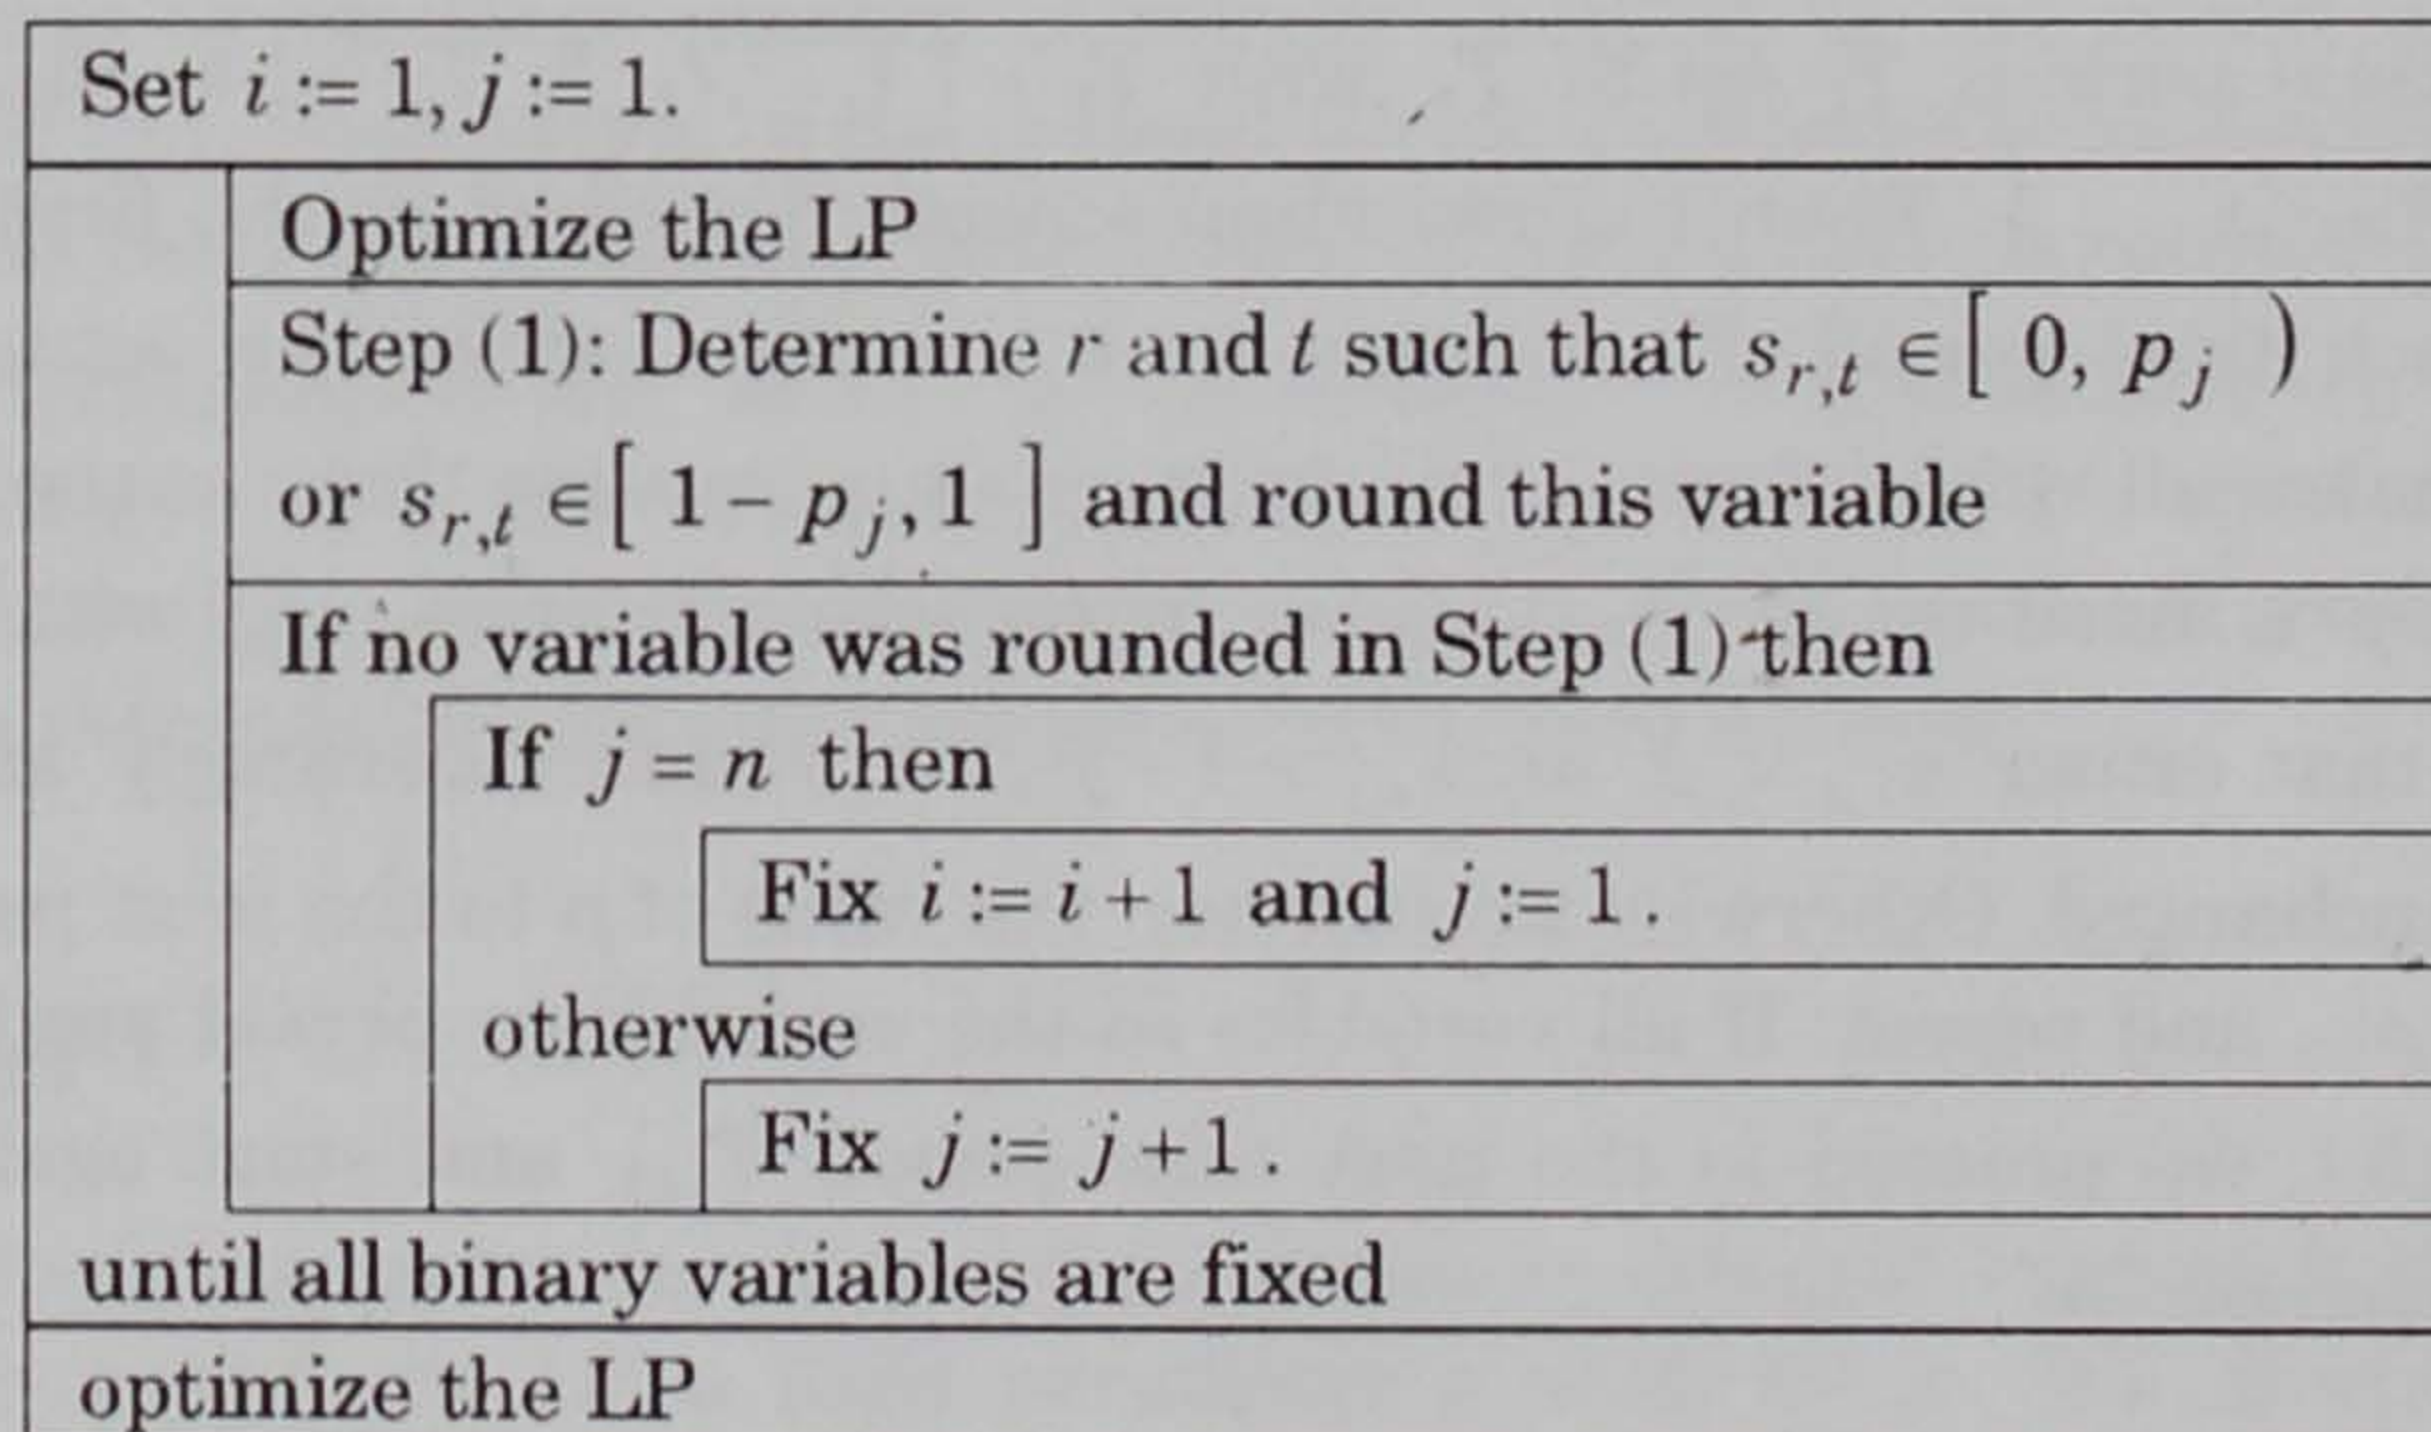 Set i := 1, j := 1.
Optimize the LP
Step (1): Determine r and t such that s_{r,t} ∈ [ 0, p_j )
or s_{r,t} ∈ [ 1 – p_j, 1 ] and round this variable
If no variable was rounded in Step (1) then
If j = n then
Fix i := i + 1 and j := 1.
otherwise
Fix j := j + 1.
until all binary variables are fixed
optimize the LP